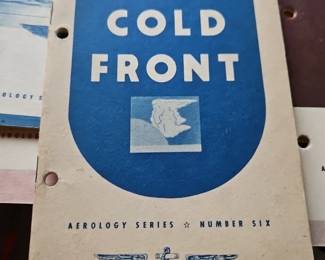 COLD
FRONT
AEROLOGY SERIES ☆ NUMBER SIX